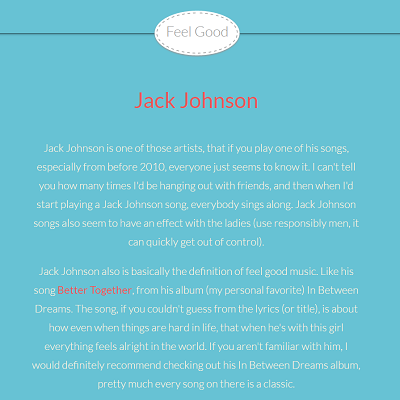 Feel Good
Jack Johnson
Jack Johnson is one of those artists, that if you play one of his songs,
especially from before 2010, everyone just seems to know it. I can't tell
you how many times I'd be hanging out with friends, and then when I'd
start playing a Jack Johnson song, everybody sings along. Jack Johnson
songs also seem to have an effect with the ladies (use responsibly men, it
can quickly get out of control).
Jack Johnson also is basically the definition of feel good music. Like his
song Better Together, from his album (my personal favorite) In Between
Dreams. The song, if you couldn't guess from the lyrics (or title), is about
how even when things are hard in life, that when he's with this girl
everything feels alright in the world. If you aren't familiar with him, I
would definitely recommend checking out his In Between Dreams album,
pretty much every song on there is a classic.